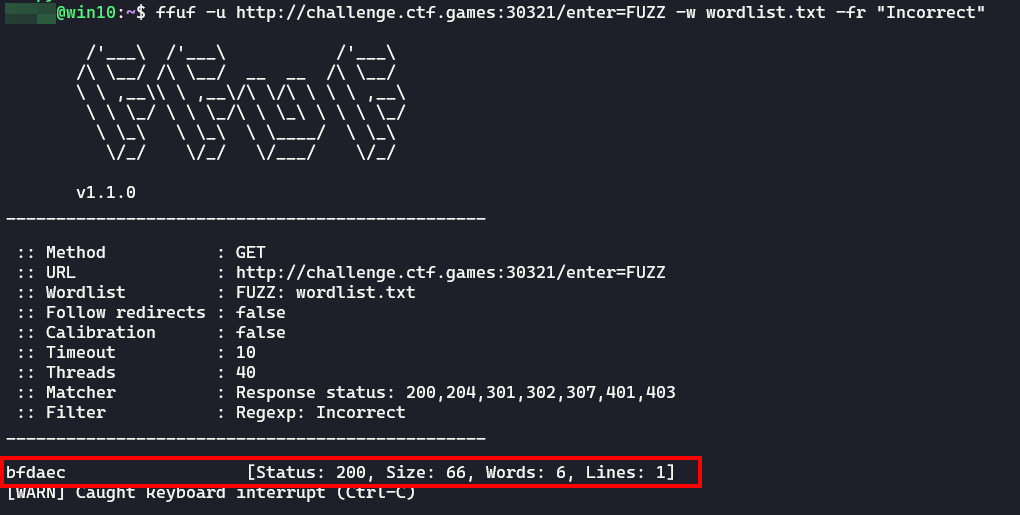 @win10:~$ ffuf -u http://challenge.ctf.games:30321/enter=FUZZ -w wordlist.txt -fr "Incorrect"
        /'___\  /'___\           /'___\
       /\ \__/ /\ \__/  __  __  /\ \__/
       \ \ ,__\\ \ ,__\/\ \/\ \ \ \ ,__\
        \ \ \_/ \ \ \_/\ \ \_\ \ \ \ \_/
         \ \_\   \ \_\  \ \____/  \ \_\
          \/_/    \/_/   \/___/    \/_/
v1.1.0
________________________________________________
:: Method : GET
:: URL : http://challenge.ctf.games:30321/enter=FUZZ
:: Wordlist : FUZZ: wordlist.txt
:: Follow redirects : false
:: Calibration : false
:: Timeout : 10
:: Threads : 40
:: Matcher : Response status: 200,204,301,302,307,401,403
:: Filter : Regexp: Incorrect
________________________________________________
bfdaec [Status: 200, Size: 66, Words: 6, Lines: 1]
[WARN] Caught keyboard interrupt (Ctrl-C)